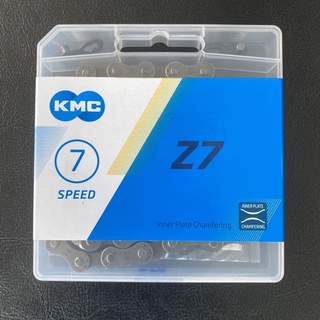 KMC
7
SPEED
Z7
Inner Plate Chamfering
INNER PLATE
CHAMFERING